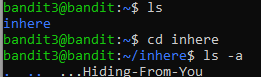 bandit3@bandit:~$ ls
inhere
bandit3@bandit:~$ cd inhere
bandit3@bandit:~/inhere$ ls -a
.  ..  ...Hiding-From-You